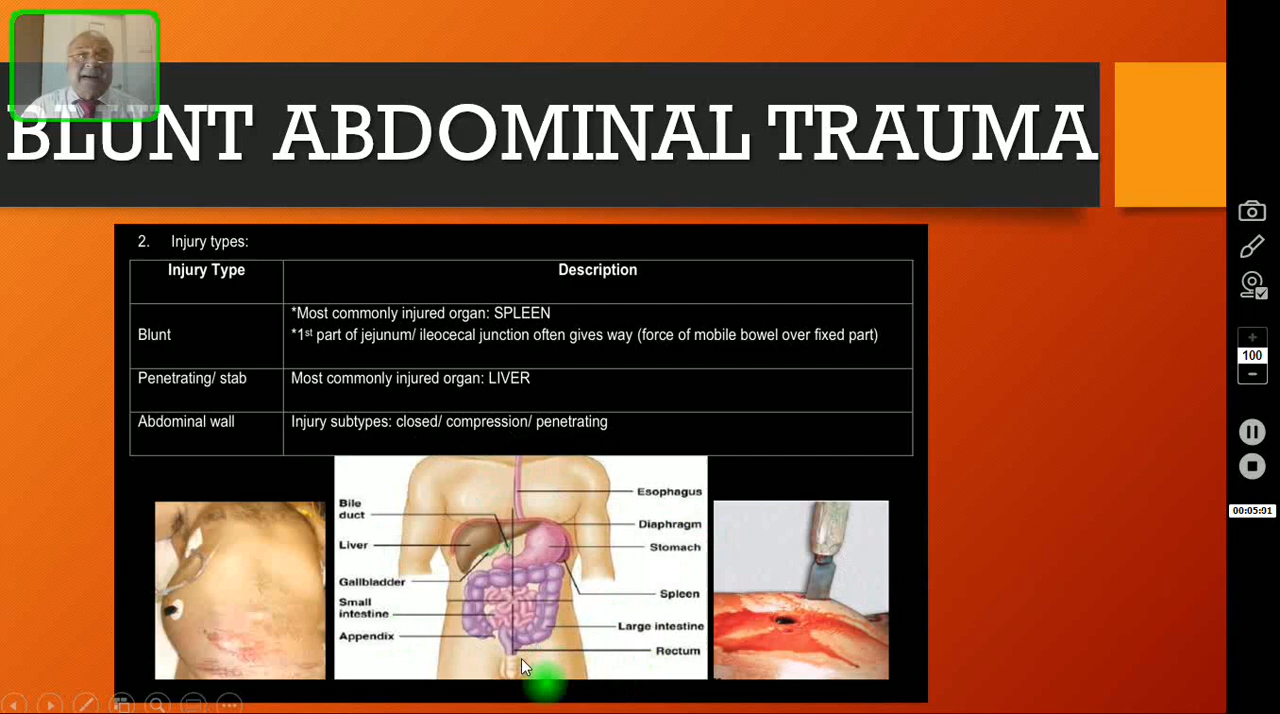 BLUNT ABDOMINAL TRAUMA
2. Injury types:
Injury Type Description
Blunt
*Most commonly injured organ: SPLEEN
*1st part of jejunum/ ileocecal junction often gives way (force of mobile bowel over fixed part)
Penetrating/ stab Most commonly injured organ: LIVER
Abdominal wall Injury subtypes: closed/ compression/ penetrating
Bile
duct
Liver
Gallbladder
Small
intestine
Appendix
Esophagus
Diaphragm
Stomach
Spleen
Large intestine
Rectum
100
00:05:91